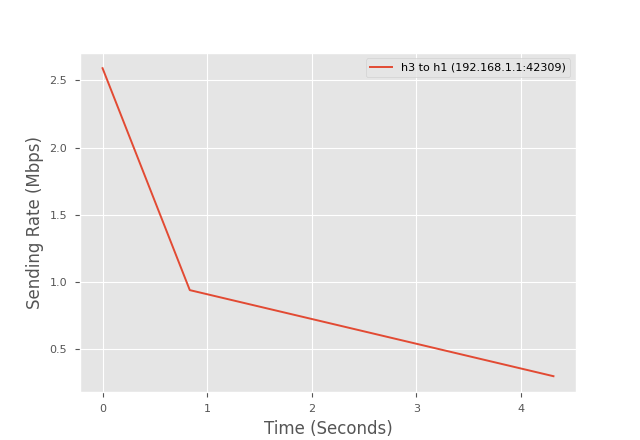 h3 to h1 (192.168.1.1:42309)
Sending Rate (Mbps)
2.5
2.0
1.5
1.0
0.5
0 1 2 3 4
Time (Seconds)